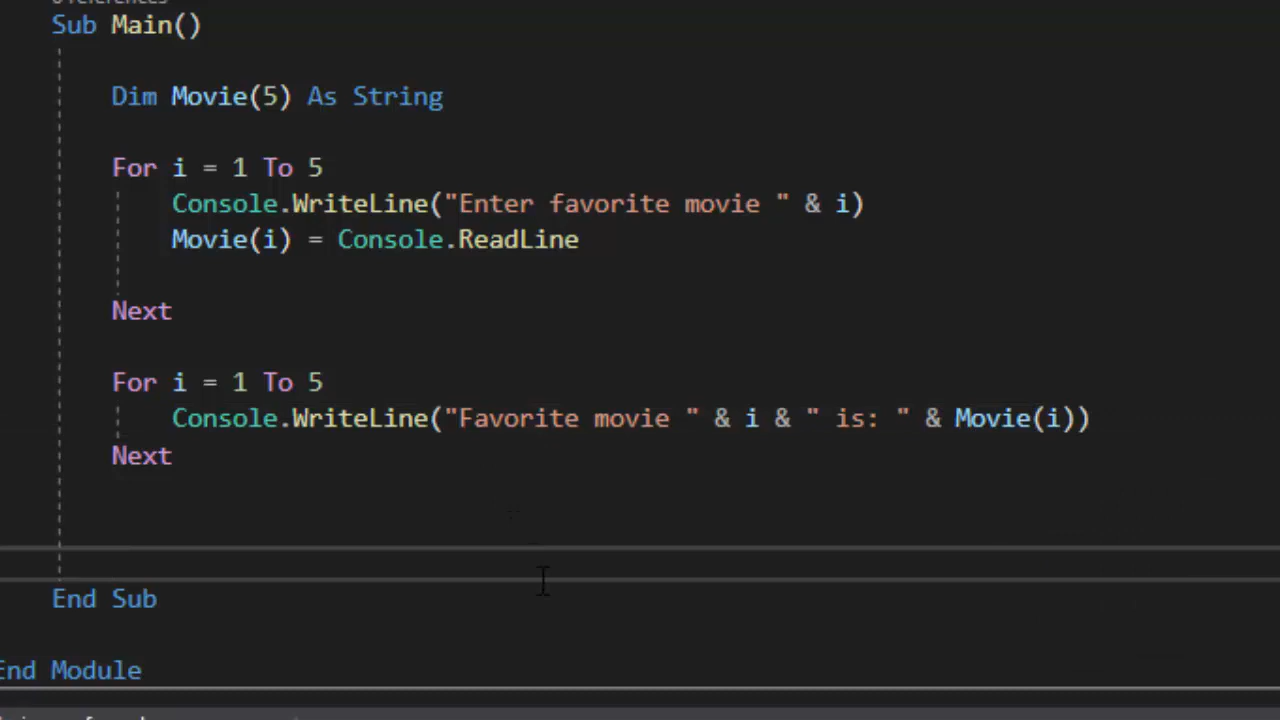 Sub Main()
Dim Movie(5) As String
For i = 1 To 5
Console.WriteLine("Enter favorite movie " & i)
Movie(i) = Console.ReadLine
Next
For i = 1 To 5
Console.WriteLine("Favorite movie " & i & " is: " & Movie(i))
Next
End Sub
End Module